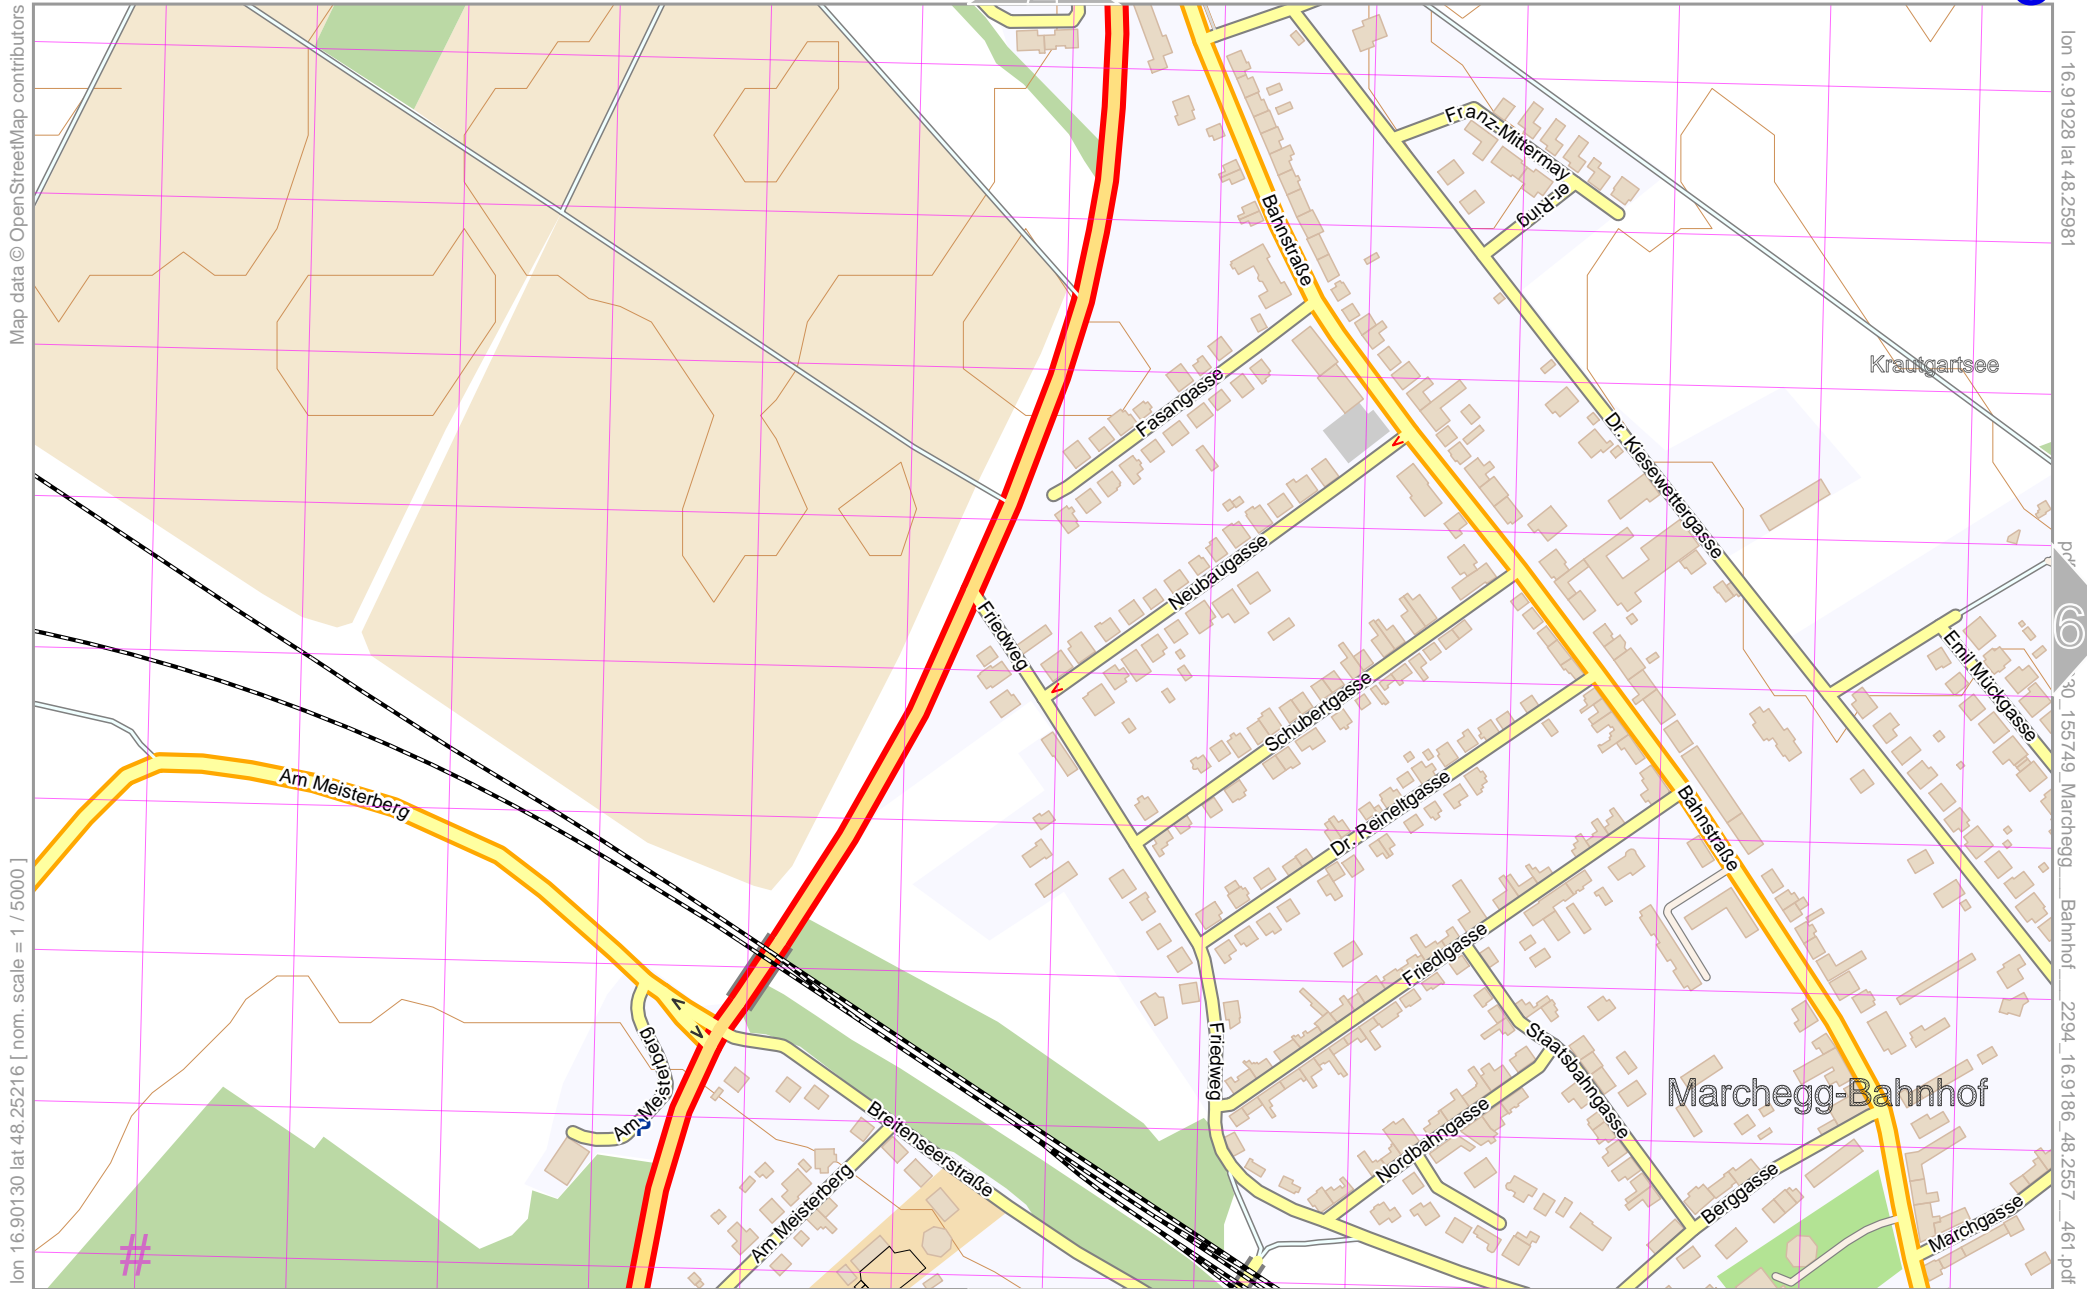 Map data © OpenStreetMap contributors
lon 16.91928 lat 48.25981
Franz-Mittermay
er-Ring
Bahnstraße
Krautgartsee
Fasangasse
Dr. Kiesewettergasse
Neubaugasse
Friedweg
6
Emil Mückgasse
Schubertgasse
Am Meisterberg
Dr. Reineltgasse
Bahnstraße
Friedlgasse
Friedweg
Staatsbahngasse
Am Meisterberg
Marchegg-Bahnhof
Breitenseerstraße
Nordbahngasse
Am Meisterberg
Berggasse
Marchgasse
#
lon 16.90130 lat 48.25216 [ nom. scale = 1 / 5000 ]
30_155749_Marchegg___Bahnhof___2294_16.9186_48.2557__461.pdf